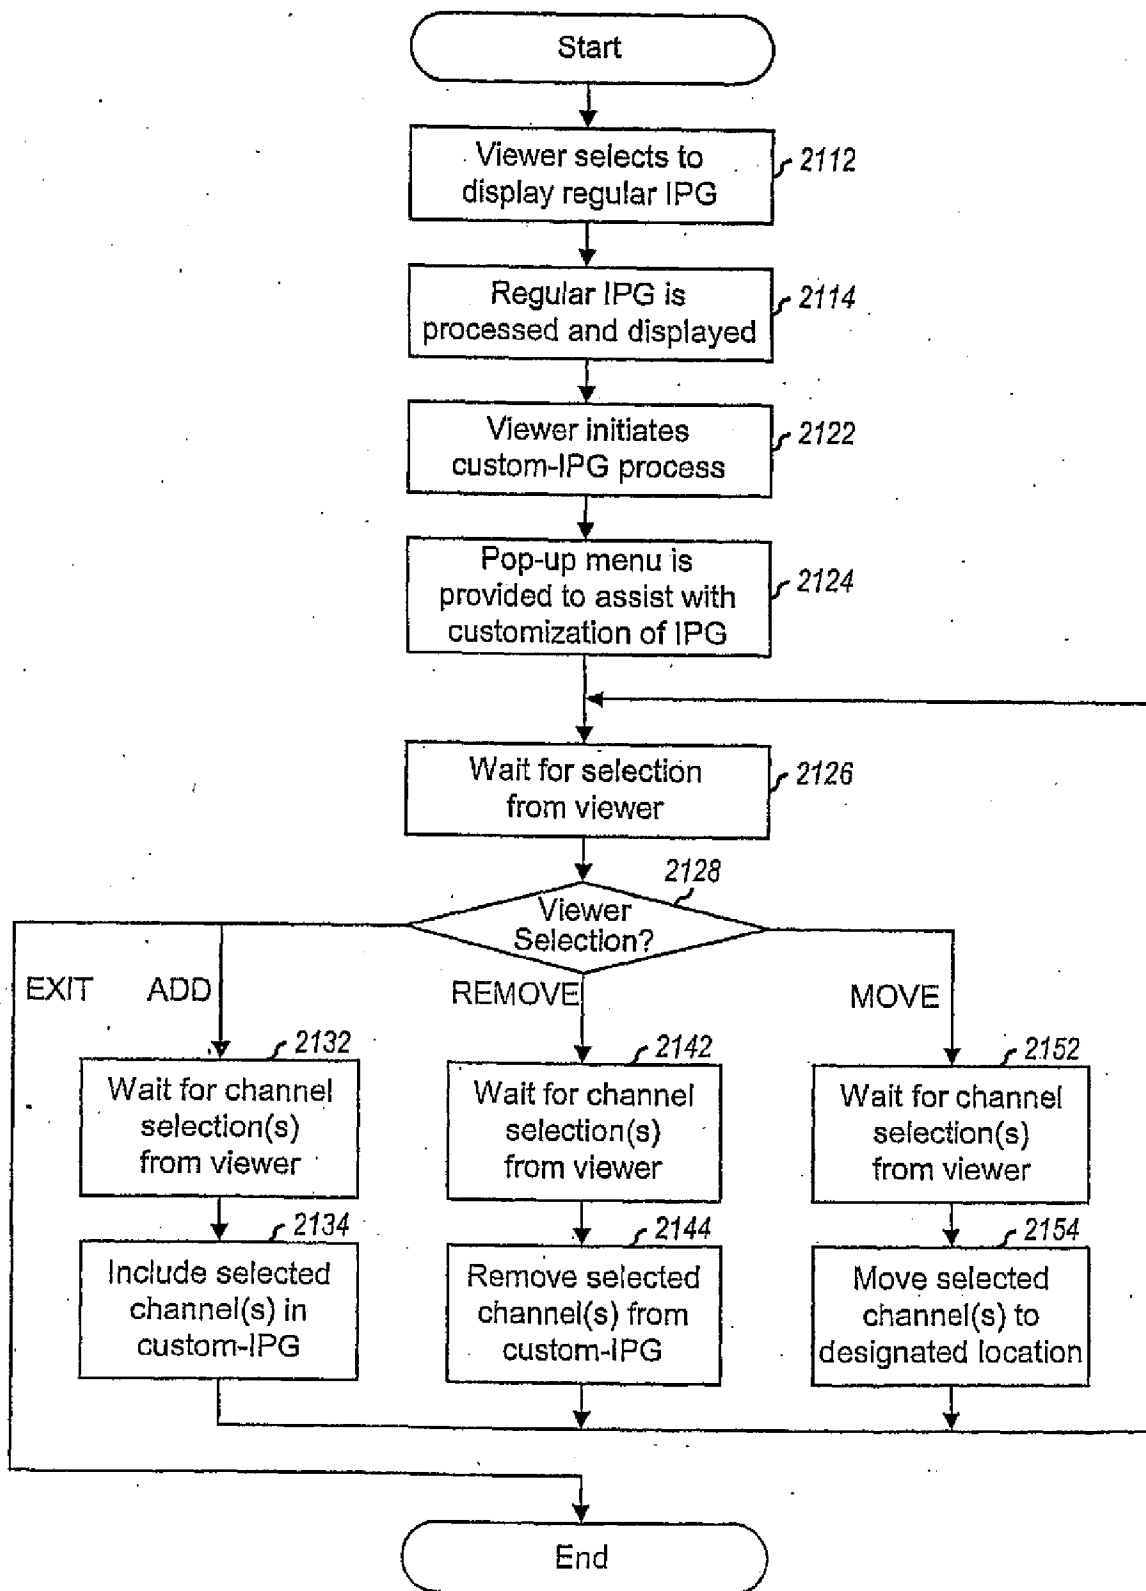 Start
Viewer selects to
display regular IPG
2112
Regular IPG is
processed and displayed
2114
Viewer initiates
custom-IPG process
2122
Pop-up menu is
provided to assist with
customization of IPG
2124
Wait for selection
from viewer
2126
2128
Viewer
Selection?
EXIT
ADD
REMOVE
MOVE
2132
Wait for channel
selection(s)
from viewer
2142
Wait for channel
selection(s)
from viewer
2152
Wait for channel
selection(s)
from viewer
2134
Include selected
channel(s) in
custom-IPG
2144
Remove selected
channel(s) from
custom-IPG
2154
Move selected
channel(s) to
designated location
End